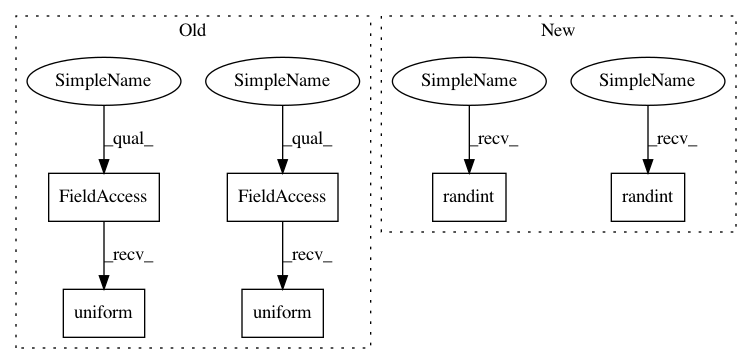 Old
New
SimpleName
SimpleName
SimpleName
SimpleName
_qual_
_qual_
_recv_
_recv_
FieldAccess
FieldAccess
randint
randint
_recv_
_recv_
uniform
uniform